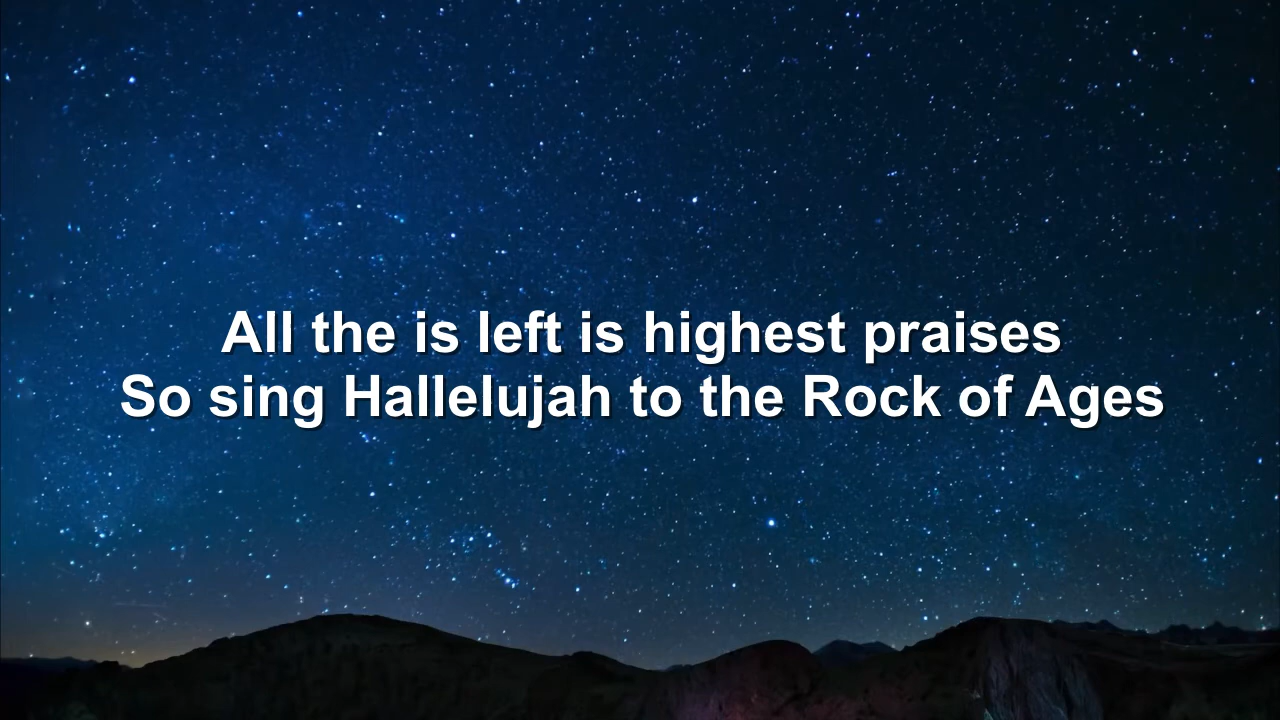 All the is left is highest praises
So sing Hallelujah to the Rock of Ages